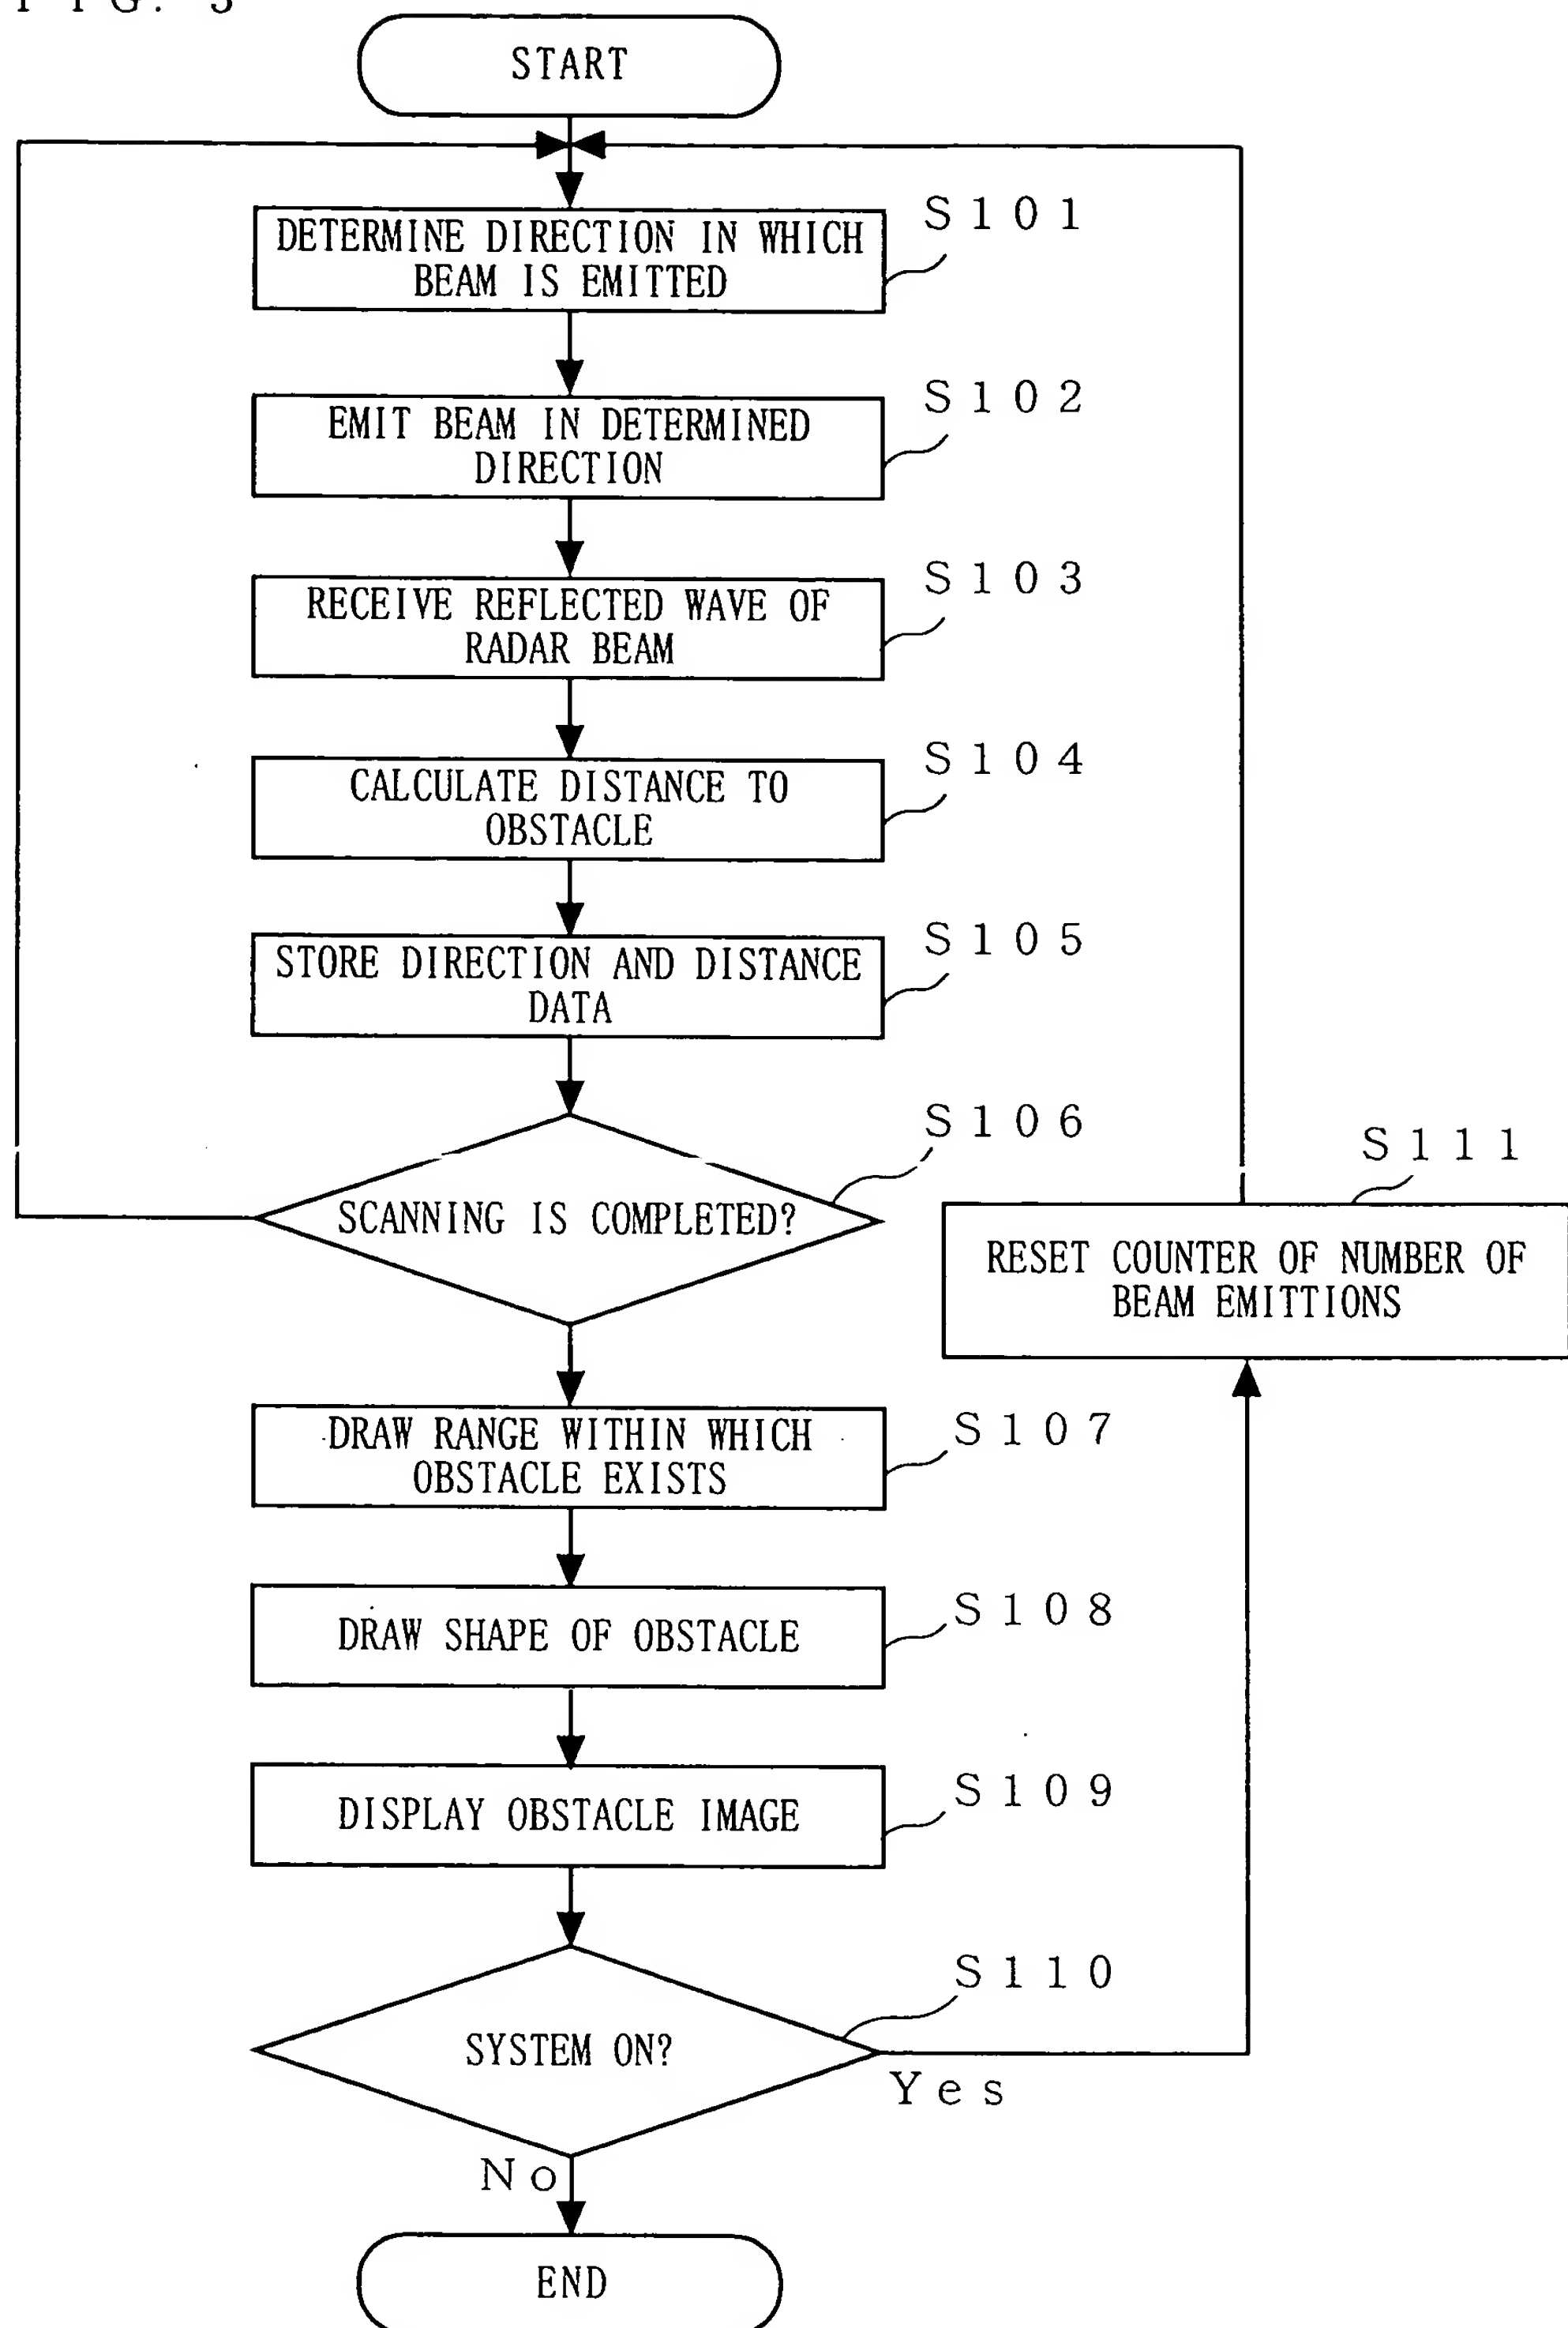 START
S101
DETERMINE DIRECTION IN WHICH
BEAM IS EMITTED
S102
EMIT BEAM IN DETERMINED
DIRECTION
S103
RECEIVE REFLECTED WAVE OF
RADAR BEAM
S104
CALCULATE DISTANCE TO
OBSTACLE
S105
STORE DIRECTION AND DISTANCE
DATA
S106
SCANNING IS COMPLETED?
S111
RESET COUNTER OF NUMBER OF
BEAM EMITTIONS
S107
DRAW RANGE WITHIN WHICH
OBSTACLE EXISTS
S108
DRAW SHAPE OF OBSTACLE
S109
DISPLAY OBSTACLE IMAGE
S110
SYSTEM ON?
Yes
No
END